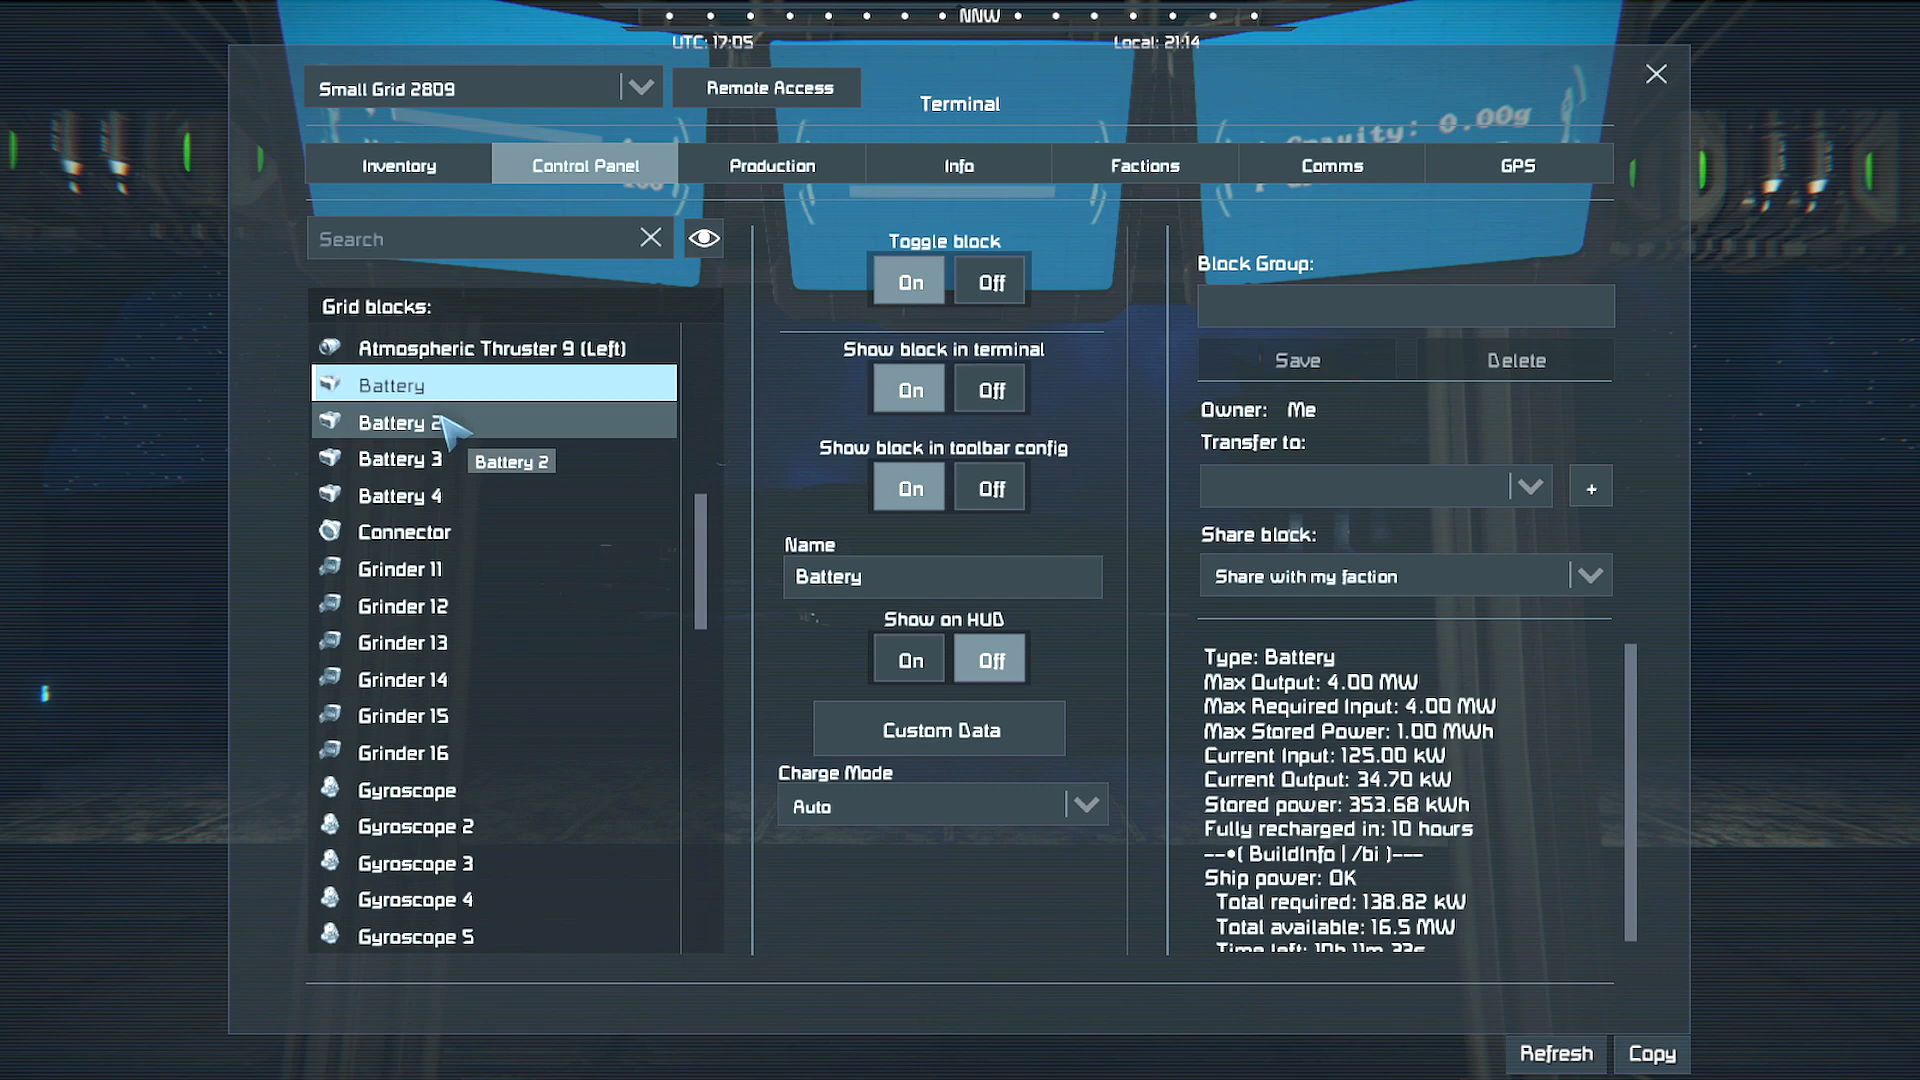 NNW
UTC: 17:05
Local: 21:14
Small Grid 2809
Remote Access
Terminal
Gravity: 0.00g
Inventory
Control Panel
Production
Info
Factions
Comms
GPS
Search
Grid blocks:
Atmospheric Thruster 9 (Left)
Battery
Battery 2
Battery 3
Battery 2
Battery 4
Connector
Grinder 11
Grinder 12
Grinder 13
Grinder 14
Grinder 15
Grinder 16
Gyroscope
Gyroscope 2
Gyroscope 3
Gyroscope 4
Gyroscope 5
Toggle block
On
Off
Show block in terminal
On
Off
Show block in toolbar config
On
Off
Name
Battery
Show on HUD
On
Off
Custom Data
Charge Mode
Auto
Block Group:
Save
Delete
Owner: Me
Transfer to:
+
Share block:
Share with my faction
Type: Battery
Max Output: 4.00 MW
Max Required Input: 4.00 MW
Max Stored Power: 1.00 MWh
Current Input: 125.00 kW
Current Output: 34.70 kW
Stored power: 353.68 kWh
Fully recharged in: 10 hours
---•( BuildInfo | /bi )---
Ship power: OK
Total required: 138.82 kW
Total available: 16.5 MW
Time left: 10h 11m 33s
Refresh
Copy